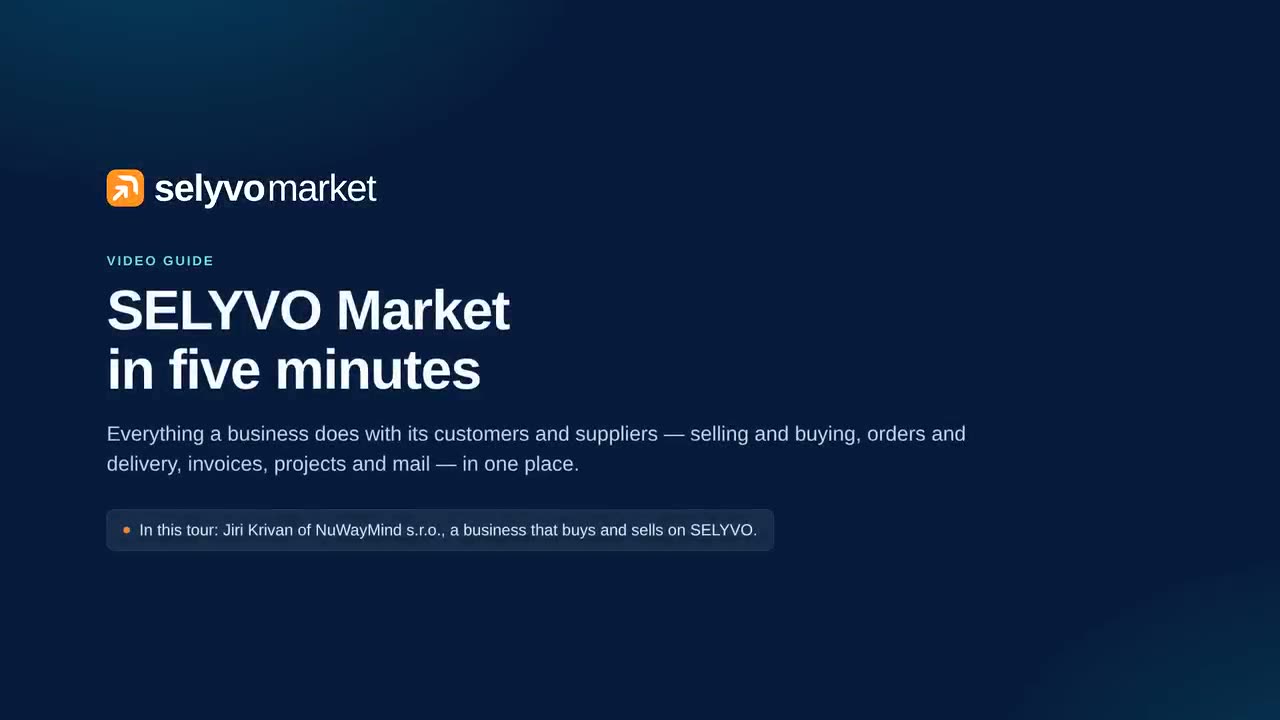 selyvomarket
VIDEO GUIDE
SELYVO Market
in five minutes
Everything a business does with its customers and suppliers — selling and buying, orders and
delivery, invoices, projects and mail — in one place.
In this tour: Jiri Krivan of NuWayMind s.r.o., a business that buys and sells on SELYVO.